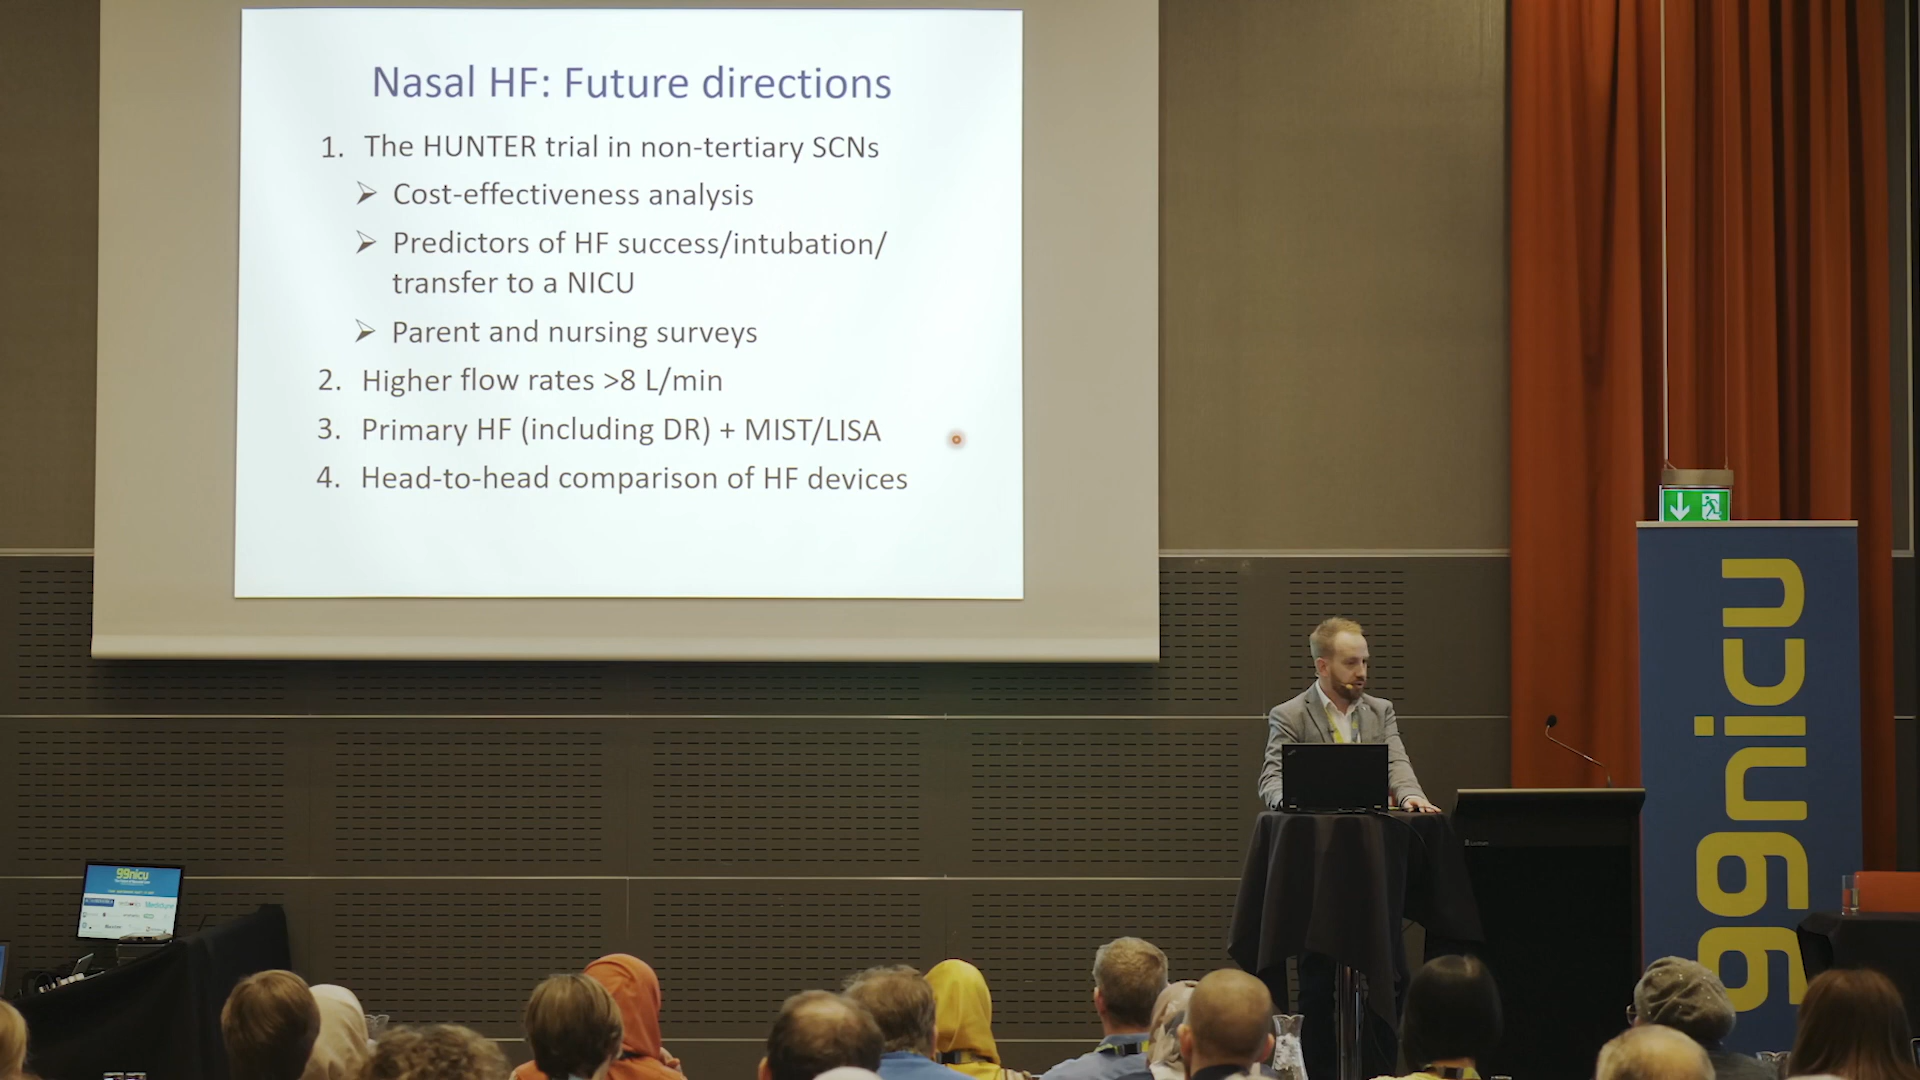 Nasal HF: Future directions
1. The HUNTER trial in non-tertiary SCNs
➢ Cost-effectiveness analysis
➢ Predictors of HF success/intubation/
transfer to a NICU
➢ Parent and nursing surveys
2. Higher flow rates >8 L/min
3. Primary HF (including DR) + MIST/LISA
4. Head-to-head comparison of HF devices
99nicu
99nicu